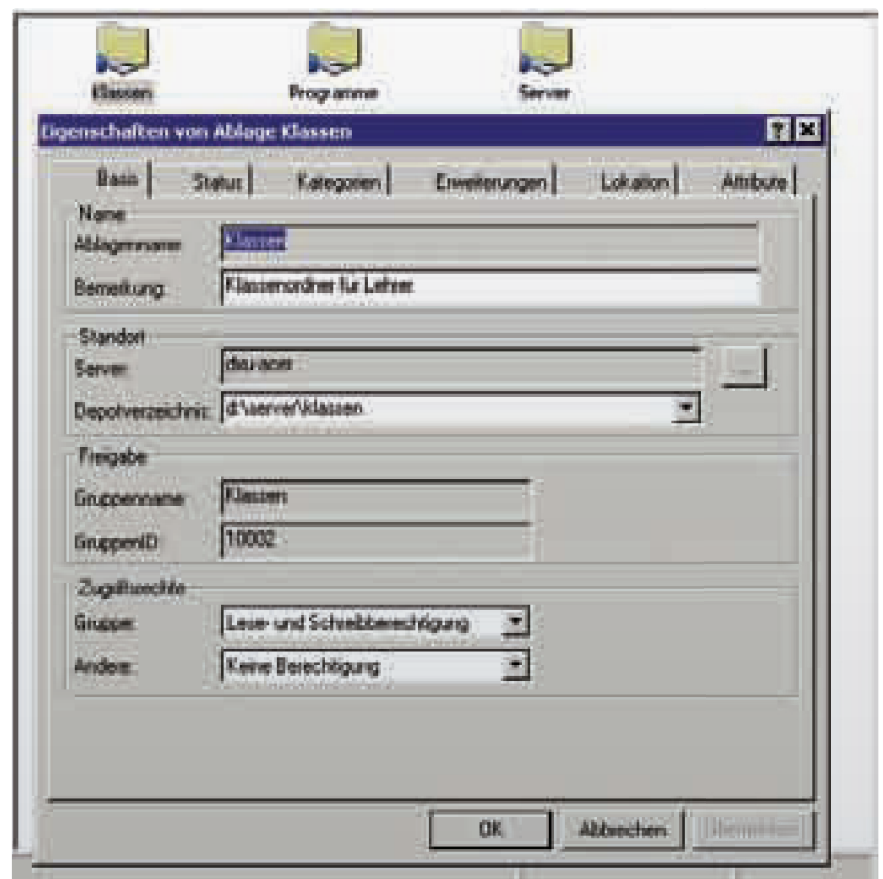 Klassen Programme Server
Eigenschaften von Ablage Klassen
Basis Status Kategorien Erweiterungen Lokation Attribute
Name
Ablagenname: Klassen
Bemerkung: Klassenordner für Lehrer
Standort
Server:
Depotverzeichnis: d:\server\klassen
Freigabe
Gruppenname: Klassen
GruppenID: 10002
Zugriffsrechte
Gruppe: Lese- und Schreibberechtigung
Andere: Keine Berechtigung
OK Abbrechen Übernehmen